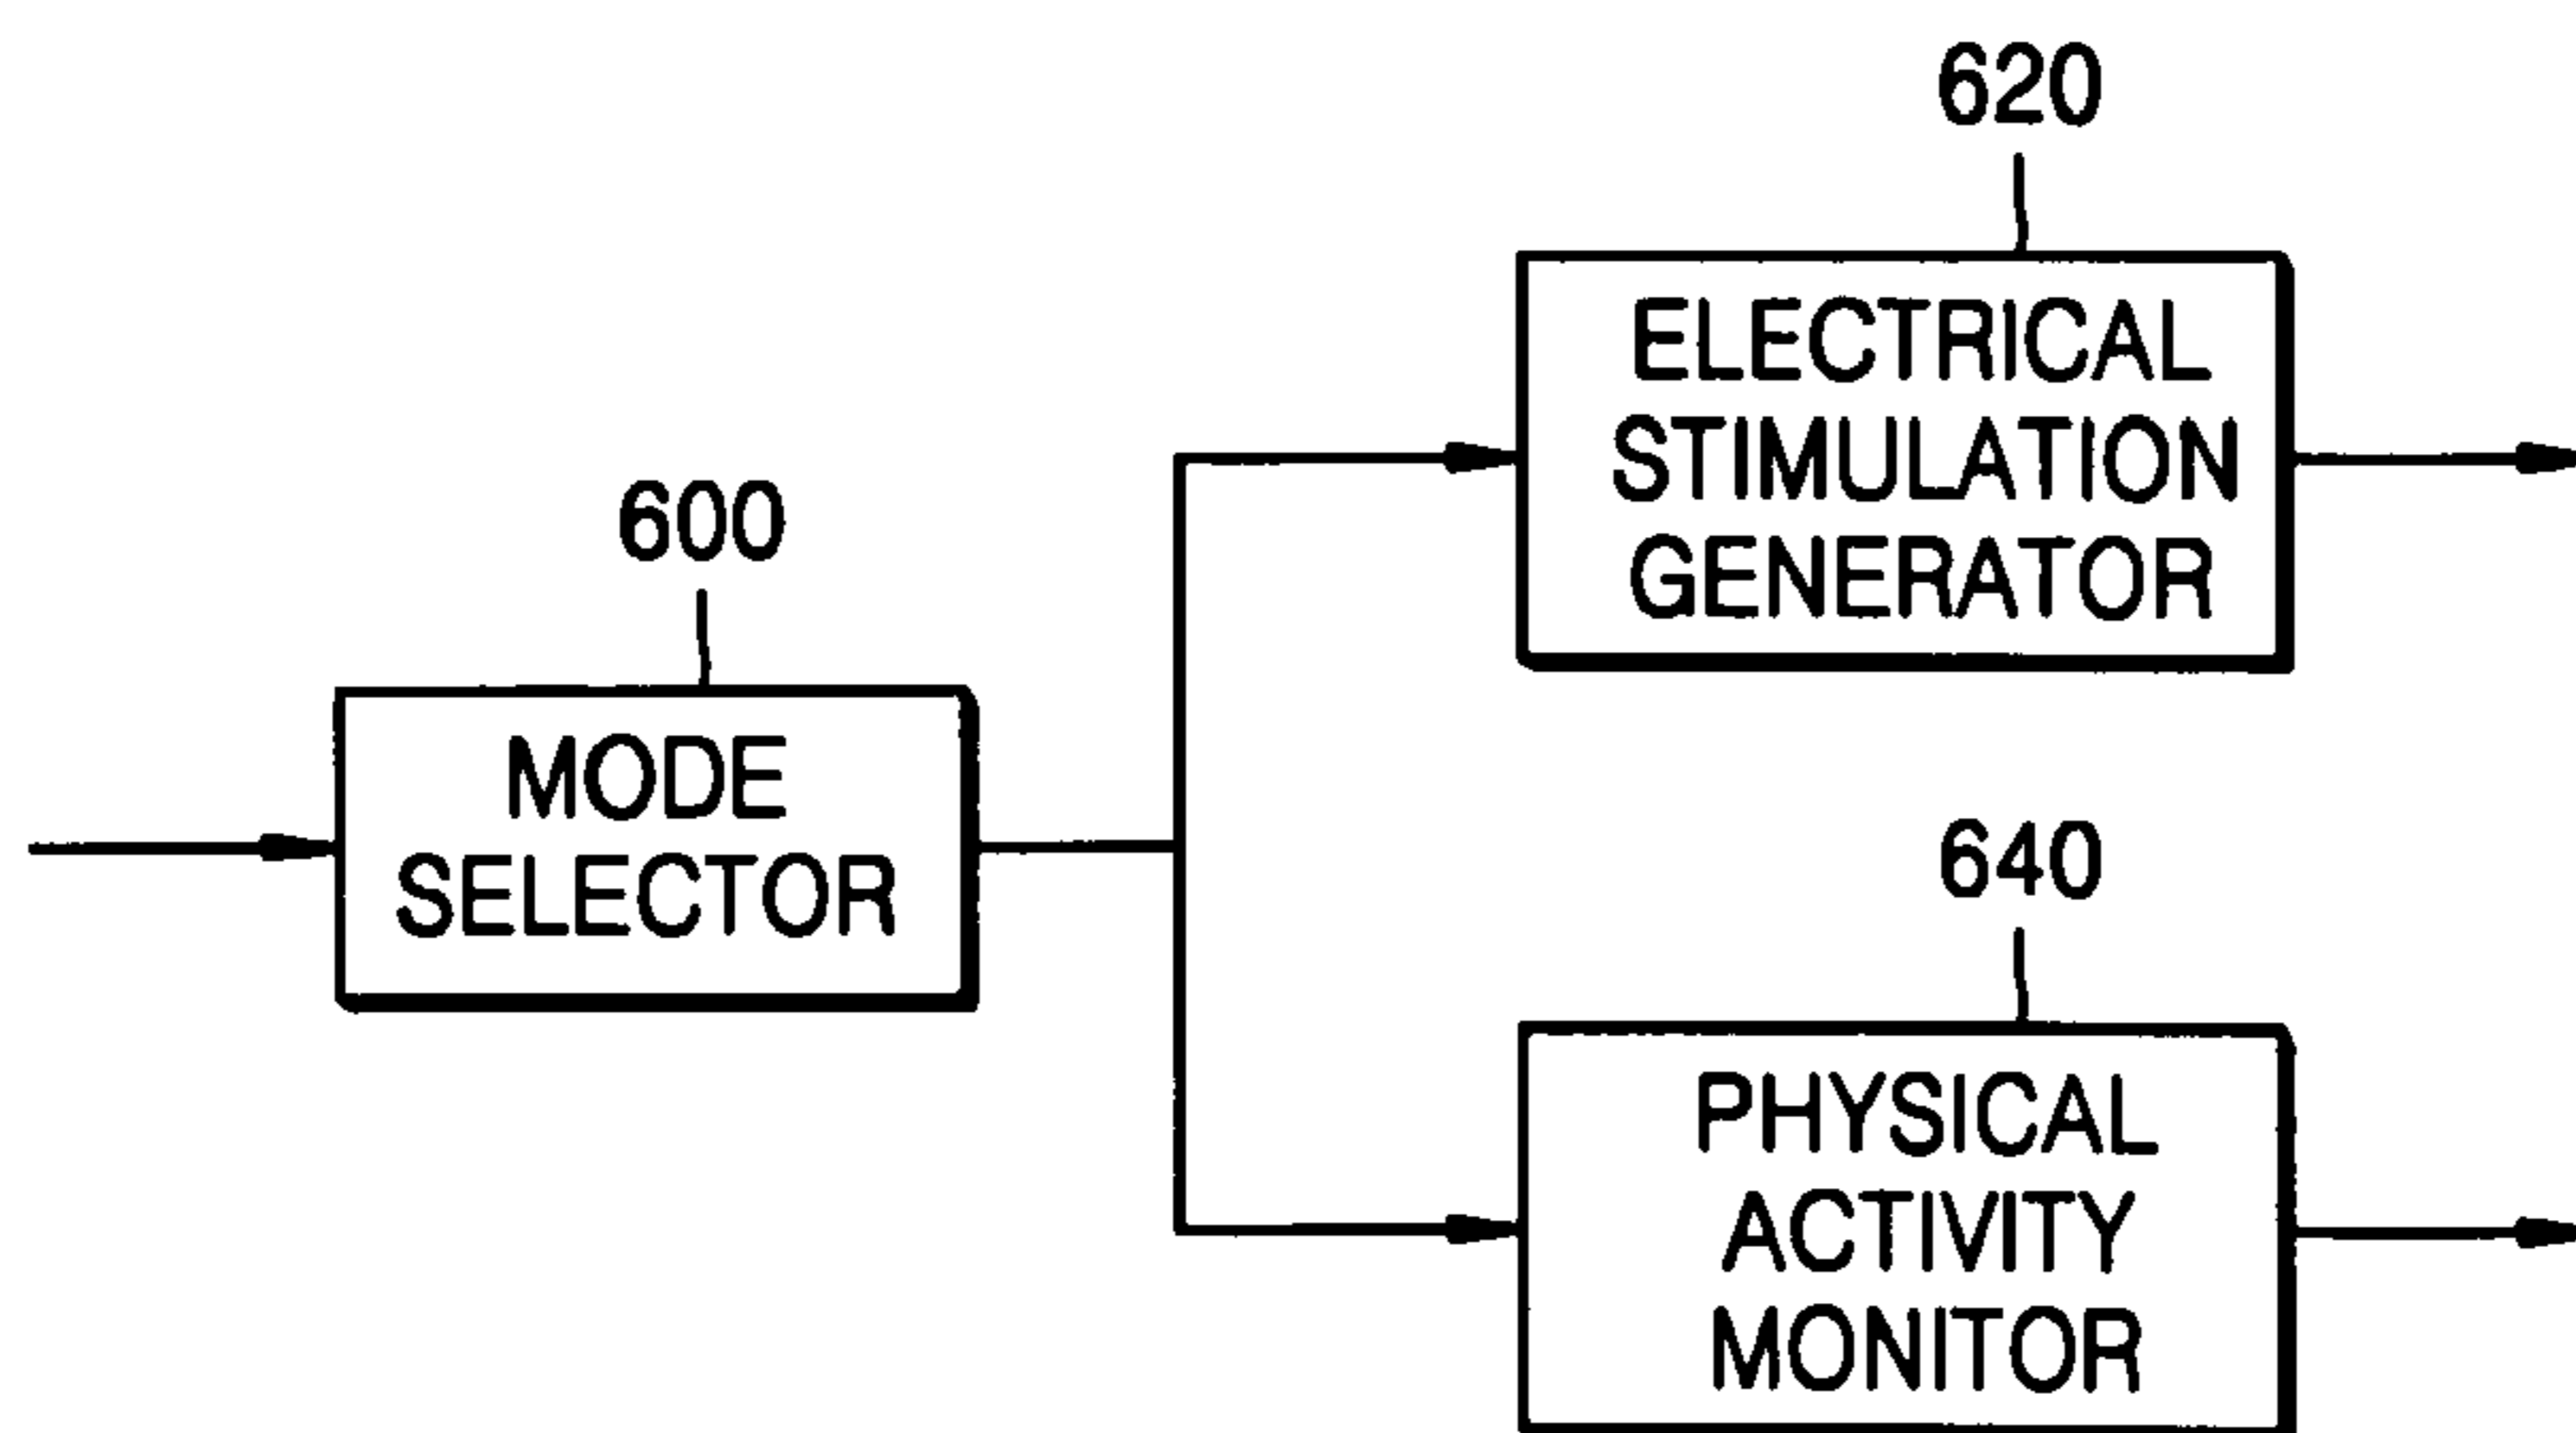 620
ELECTRICAL
STIMULATION
GENERATOR
600
MODE
SELECTOR
640
PHYSICAL
ACTIVITY
MONITOR